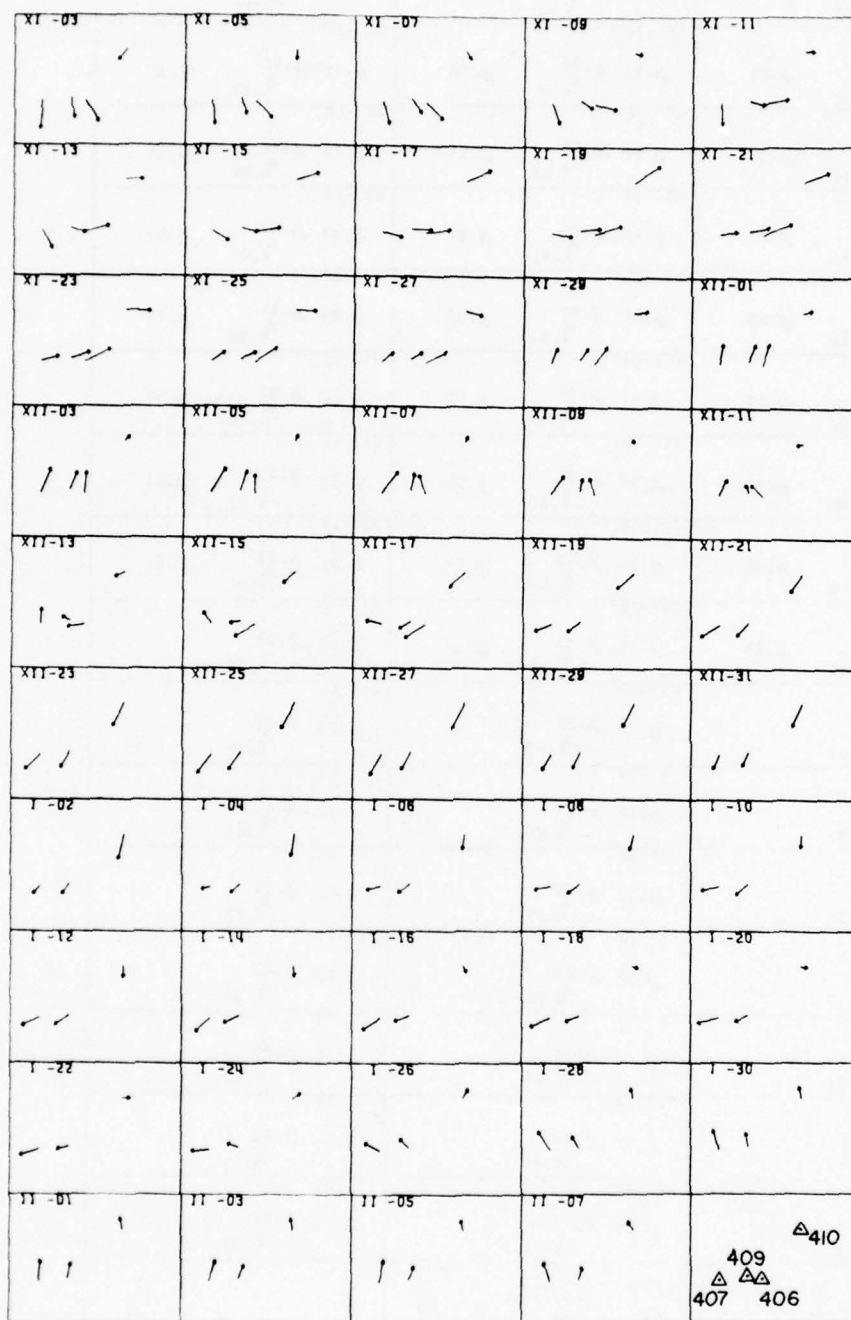 XI -03 XI -05 XI -07 XI -09 XI -11
XI -13 XI -15 XI -17 XI -19 XI -21
XI -23 XI -25 XI -27 XI -29 XII-01
XII-03 XII-05 XII-07 XII-09 XII-11
XII-13 XII-15 XII-17 XII-19 XII-21
XII-23 XII-25 XII-27 XII-29 XII-31
I -02 I -04 I -06 I -08 I -10
I -12 I -14 I -16 I -18 I -20
I -22 I -24 I -26 I -28 I -30
II -01 II -03 II -05 II -07
410
409
407 406